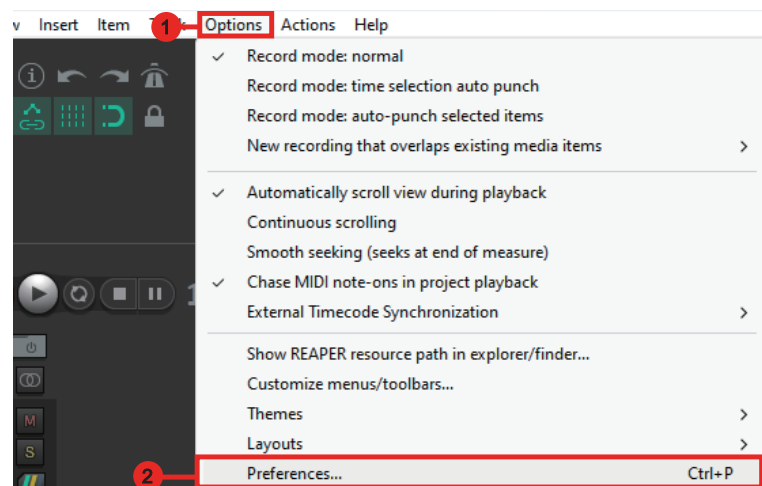 w Insert Item 1 Options Actions Help
Record mode: normal
Record mode: time selection auto punch
Record mode: auto-punch selected items
New recording that overlaps existing media items
Automatically scroll view during playback
Continuous scrolling
Smooth seeking (seeks at end of measure)
Chase MIDI note-ons in project playback
External Timecode Synchronization
Show REAPER resource path in explorer/finder...
Customize menus/toolbars...
Themes
M
Layouts
S
2 Preferences... Ctrl+P